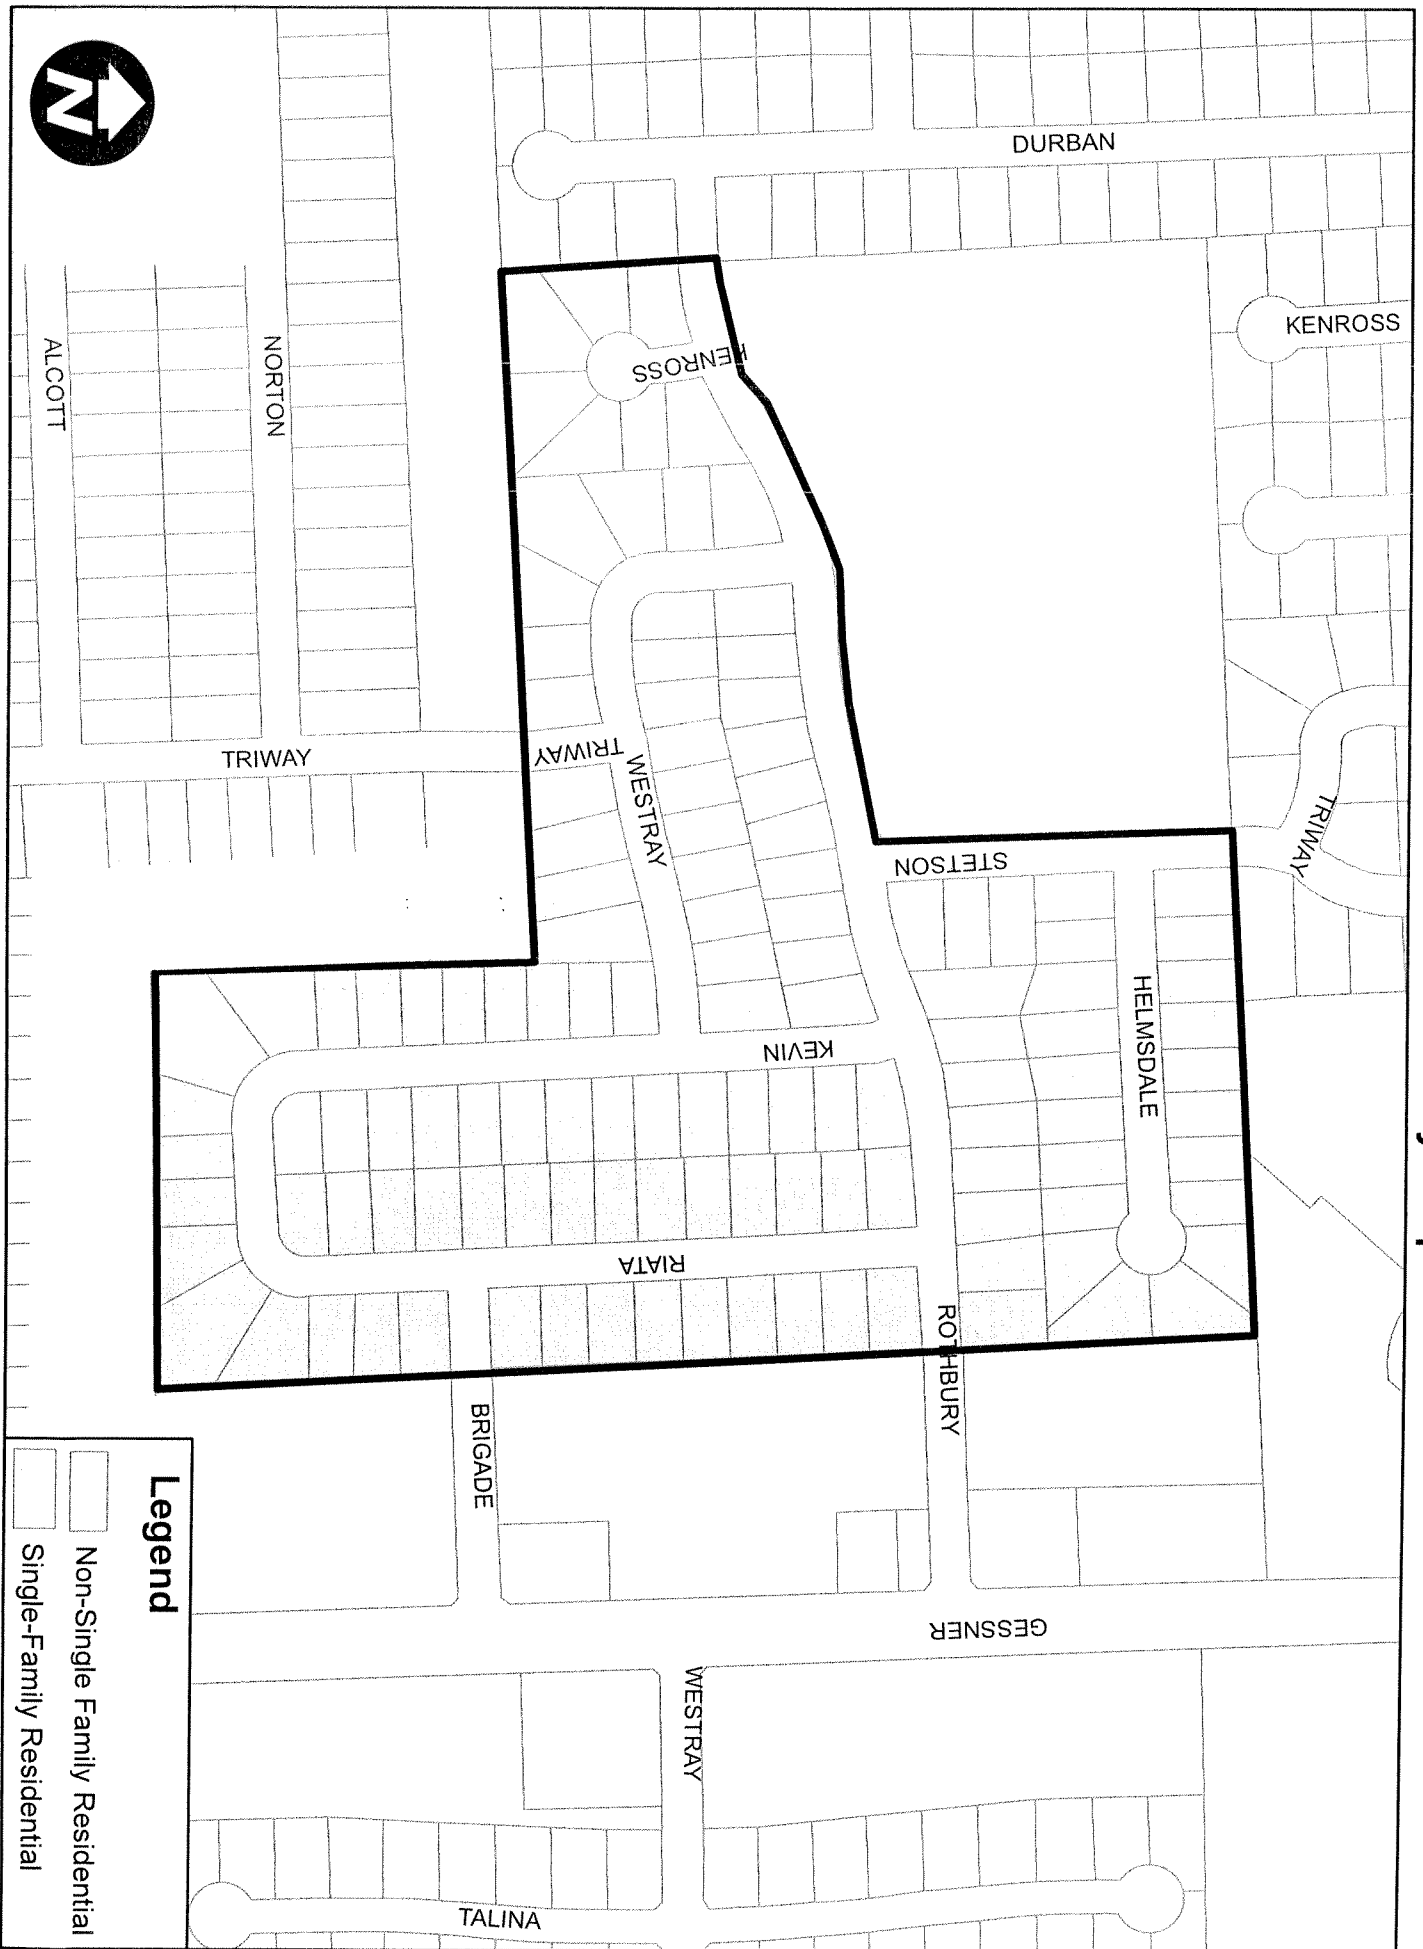 N
DURBAN
KENROSS
KENROSS
ALCOTT
NORTON
TRIWAY
TRIWAY
WESTRAY
STETSON
TRIWAY
HELMSDALE
KEVIN
RIATA
ROTHBURY
BRIGADE
GESSNER
WESTRAY
TALINA
Legend
Non-Single Family Residential
Single-Family Residential